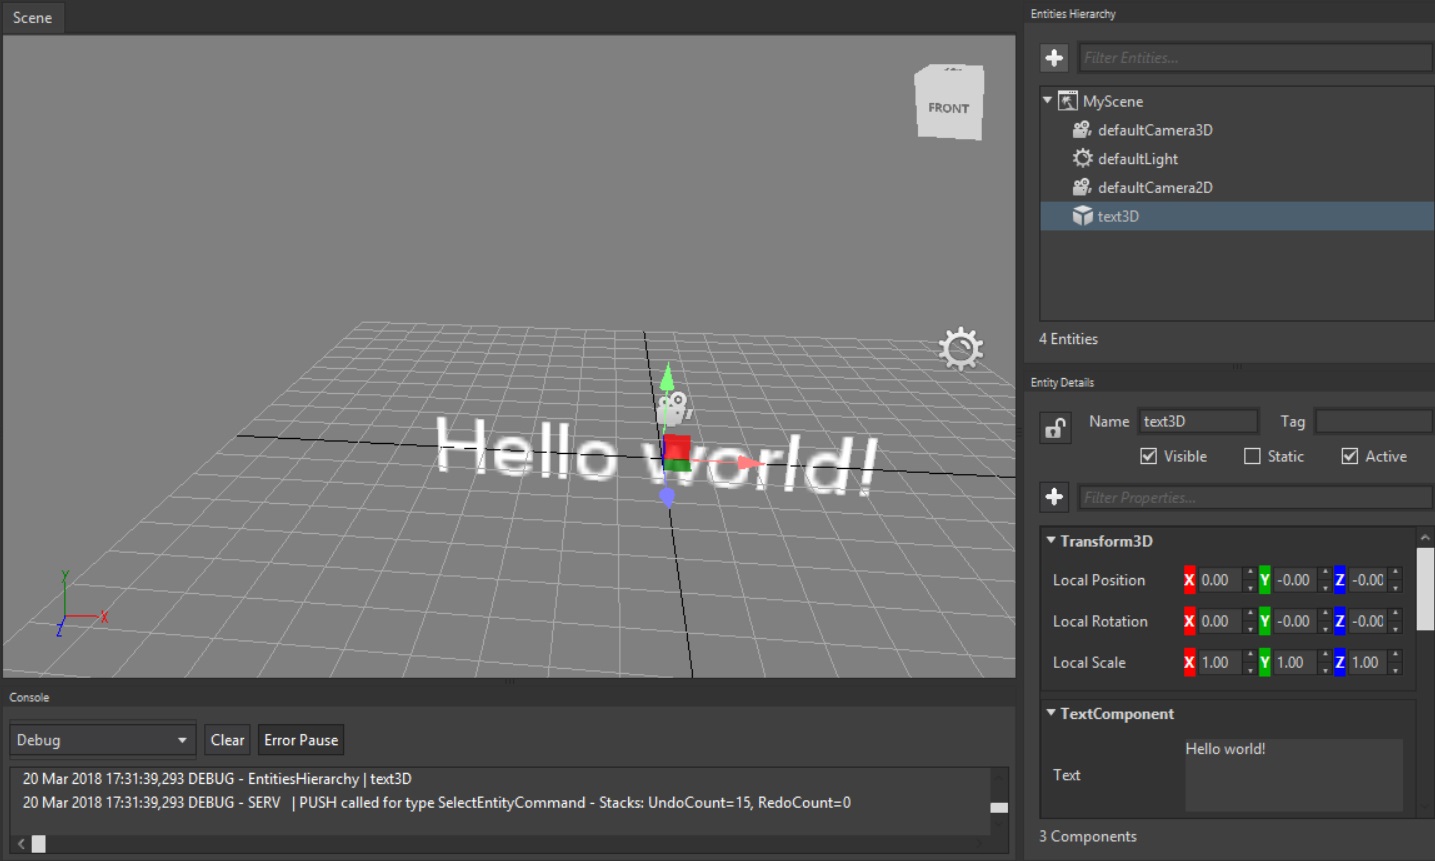 Scene
FRONT
Hello world!
Y
X
Z
Console
Debug
Clear
Error Pause
20 Mar 2018 17:31:39,293 DEBUG - EntitiesHierarchy | text3D
20 Mar 2018 17:31:39,293 DEBUG - SERV | PUSH called for type SelectEntityCommand - Stacks: UndoCount=15, RedoCount=0
Entities Hierarchy
Filter Entities...
MyScene
defaultCamera3D
defaultLight
defaultCamera2D
text3D
4 Entities
Entity Details
Name text3D Tag
Visible Static Active
Filter Properties...
Transform3D
Local Position X 0.00 Y -0.00 Z -0.00
Local Rotation X 0.00 Y -0.00 Z -0.00
Local Scale X 1.00 Y 1.00 Z 1.00
TextComponent
Text Hello world!
3 Components